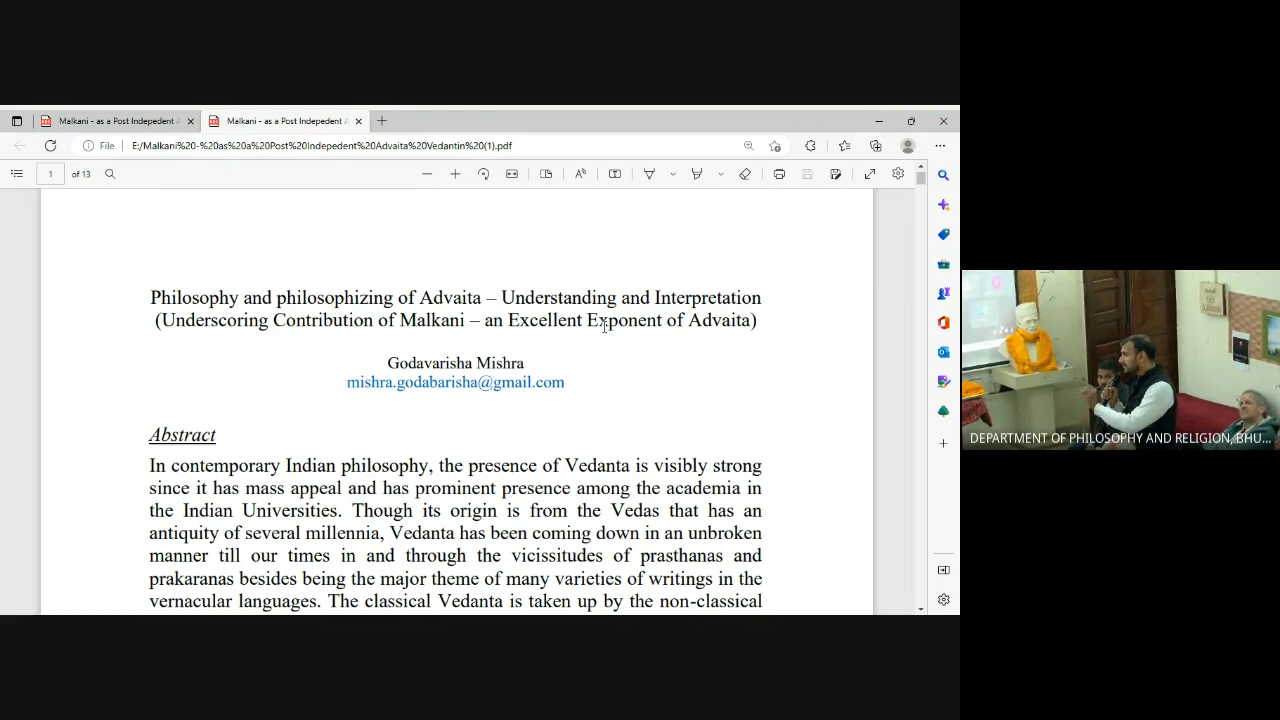 Malkani - as a Post Indepedent A
Malkani - as a Post Indepedent A
File
E:/Malkani%20-%20as%20a%20Post%20Indepedent%20Advaita%20Vedantin%20(1).pdf
1 of 13
Philosophy and philosophizing of Advaita – Understanding and Interpretation
(Underscoring Contribution of Malkani – an Excellent Exponent of Advaita)
Godavarisha Mishra
mishra.godabarisha@gmail.com
Abstract
In contemporary Indian philosophy, the presence of Vedanta is visibly strong
since it has mass appeal and has prominent presence among the academia in
the Indian Universities. Though its origin is from the Vedas that has an
antiquity of several millennia, Vedanta has been coming down in an unbroken
manner till our times in and through the vicissitudes of prasthanas and
prakaranas besides being the major theme of many varieties of writings in the
vernacular languages. The classical Vedanta is taken up by the non-classical
DEPARTMENT OF PHILOSOPHY AND RELIGION, BHU...